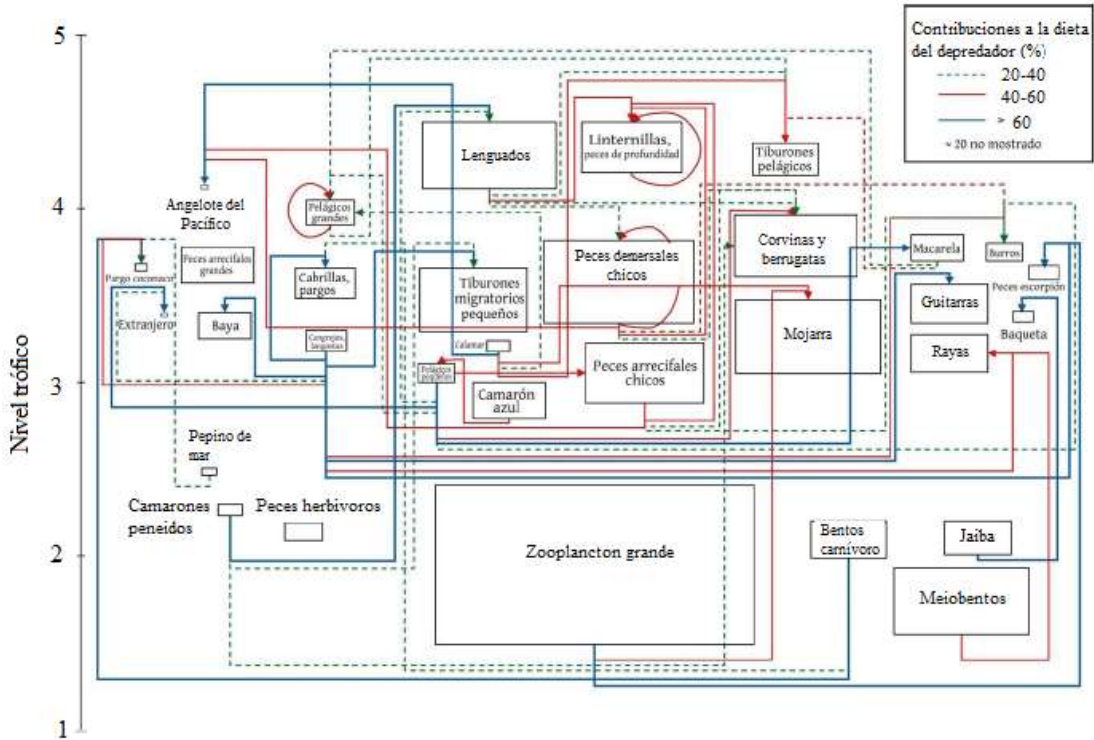 5
Contribuciones a la dieta
del depredador (%)
20-40
40-60
> 60
~ 20 no mostrado
Lenguados
Linternillas,
peces de profundidad
Tiburones
pelágicos
4
Angelote del
Pacífico
Pelágicos
grandes
Peces arrecifales
grandes
Pargo coconaco
Cabrillas,
pargos
Tiburones
migratorios
pequeños
Peces demersales
chicos
Corvinas y
berrugatas
Macarela
Burros
Peces escorpión
Extranjero
Baya
Guitarras
Baqueta
Mojarra
Cangrejos,
langostas
Calamar
Rayas
Nivel trófico
3
Pelágicos
pequeños
Peces arrecifales
chicos
Camarón
azul
Pepino de
mar
Camarones
peneidos
Peces herbivoros
Zooplancton grande
Bentos
carnívoro
Jaiba
2
Meiobentos
1